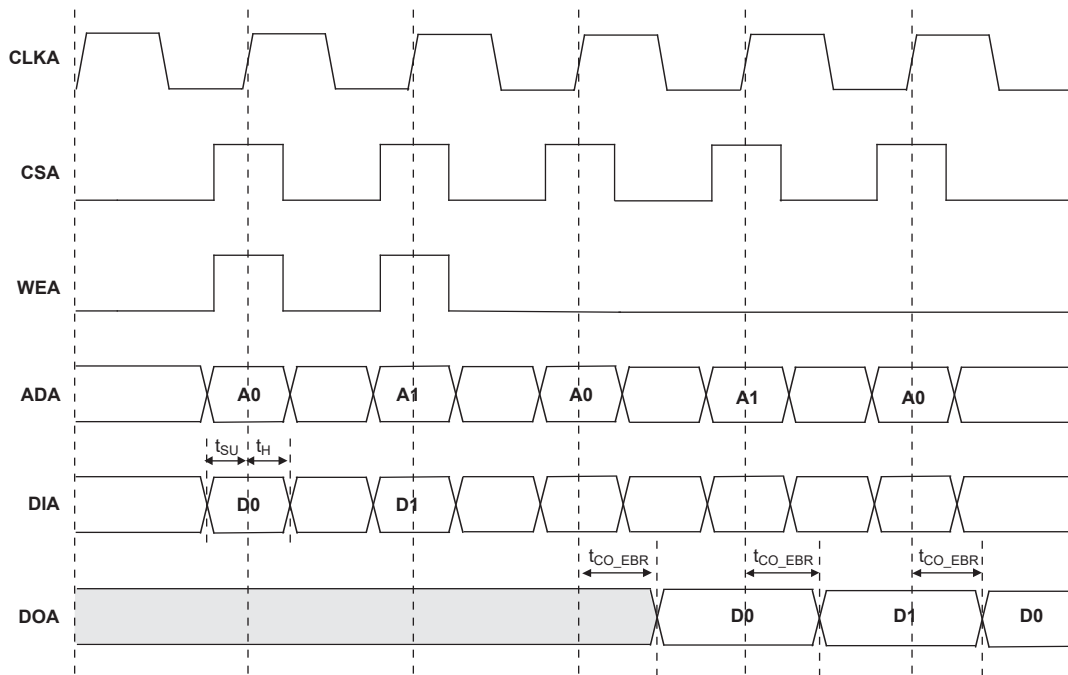 CLKA
CSA
WEA
ADA A0 A1 A0 A1 A0
tSU tH
DIA D0 D1
tCO_EBR tCO_EBR tCO_EBR
DOA D0 D1 D0